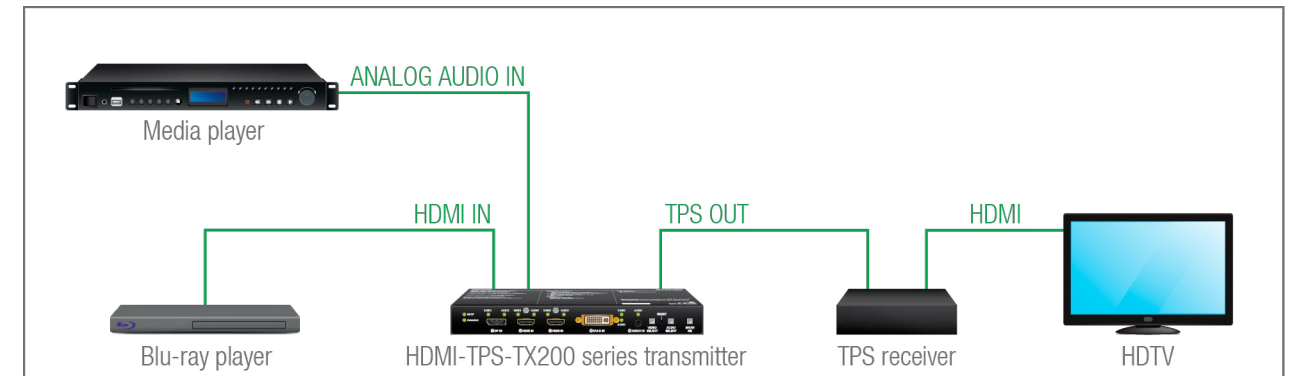 ANALOG AUDIO IN
Media player
HDMI IN
TPS OUT
HDMI
Blu-ray player
HDMI-TPS-TX200 series transmitter
TPS receiver
HDTV